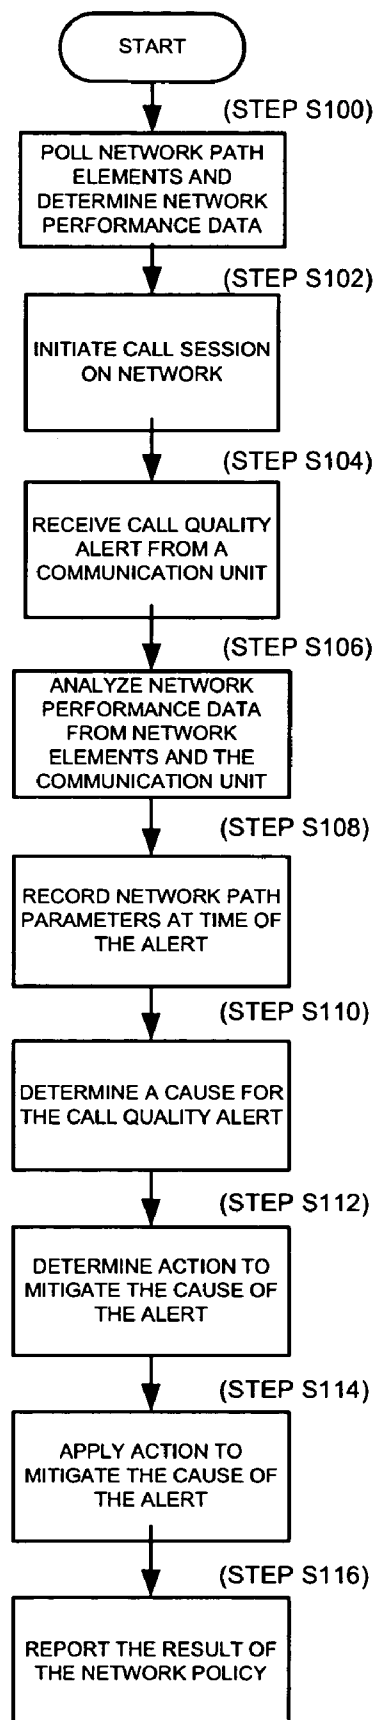 START
(STEP S100)
POLL NETWORK PATH
ELEMENTS AND
DETERMINE NETWORK
PERFORMANCE DATA
(STEP S102)
INITIATE CALL SESSION
ON NETWORK
(STEP S104)
RECEIVE CALL QUALITY
ALERT FROM A
COMMUNICATION UNIT
(STEP S106)
ANALYZE NETWORK
PERFORMANCE DATA
FROM NETWORK
ELEMENTS AND THE
COMMUNICATION UNIT
(STEP S108)
RECORD NETWORK PATH
PARAMETERS AT TIME OF
THE ALERT
(STEP S110)
DETERMINE A CAUSE FOR
THE CALL QUALITY ALERT
(STEP S112)
DETERMINE ACTION TO
MITIGATE THE CAUSE OF
THE ALERT
(STEP S114)
APPLY ACTION TO
MITIGATE THE CAUSE OF
THE ALERT
(STEP S116)
REPORT THE RESULT OF
THE NETWORK POLICY